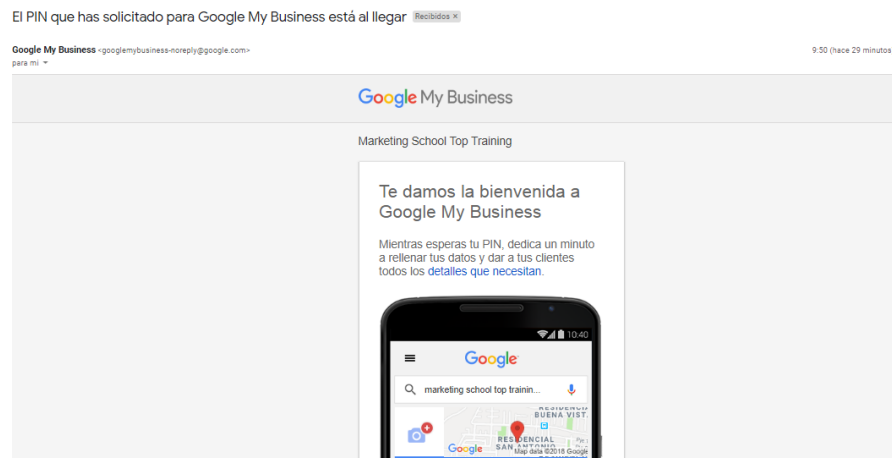 El PIN que has solicitado para Google My Business está al llegar Recibidos ×
Google My Business <googlemybusiness-noreply@google.com> 9:50 (hace 29 minutos
para mi
Google My Business
Marketing School Top Training
Te damos la bienvenida a
Google My Business
Mientras esperas tu PIN, dedica un minuto
a rellenar tus datos y dar a tus clientes
todos los detalles que necesitan.
10:40
Google
marketing school top trainin...
RESIDENCIA
BUENA VIST
RESIDENCIAL
SAN ANTONIO
Google Map data ©2018 Google